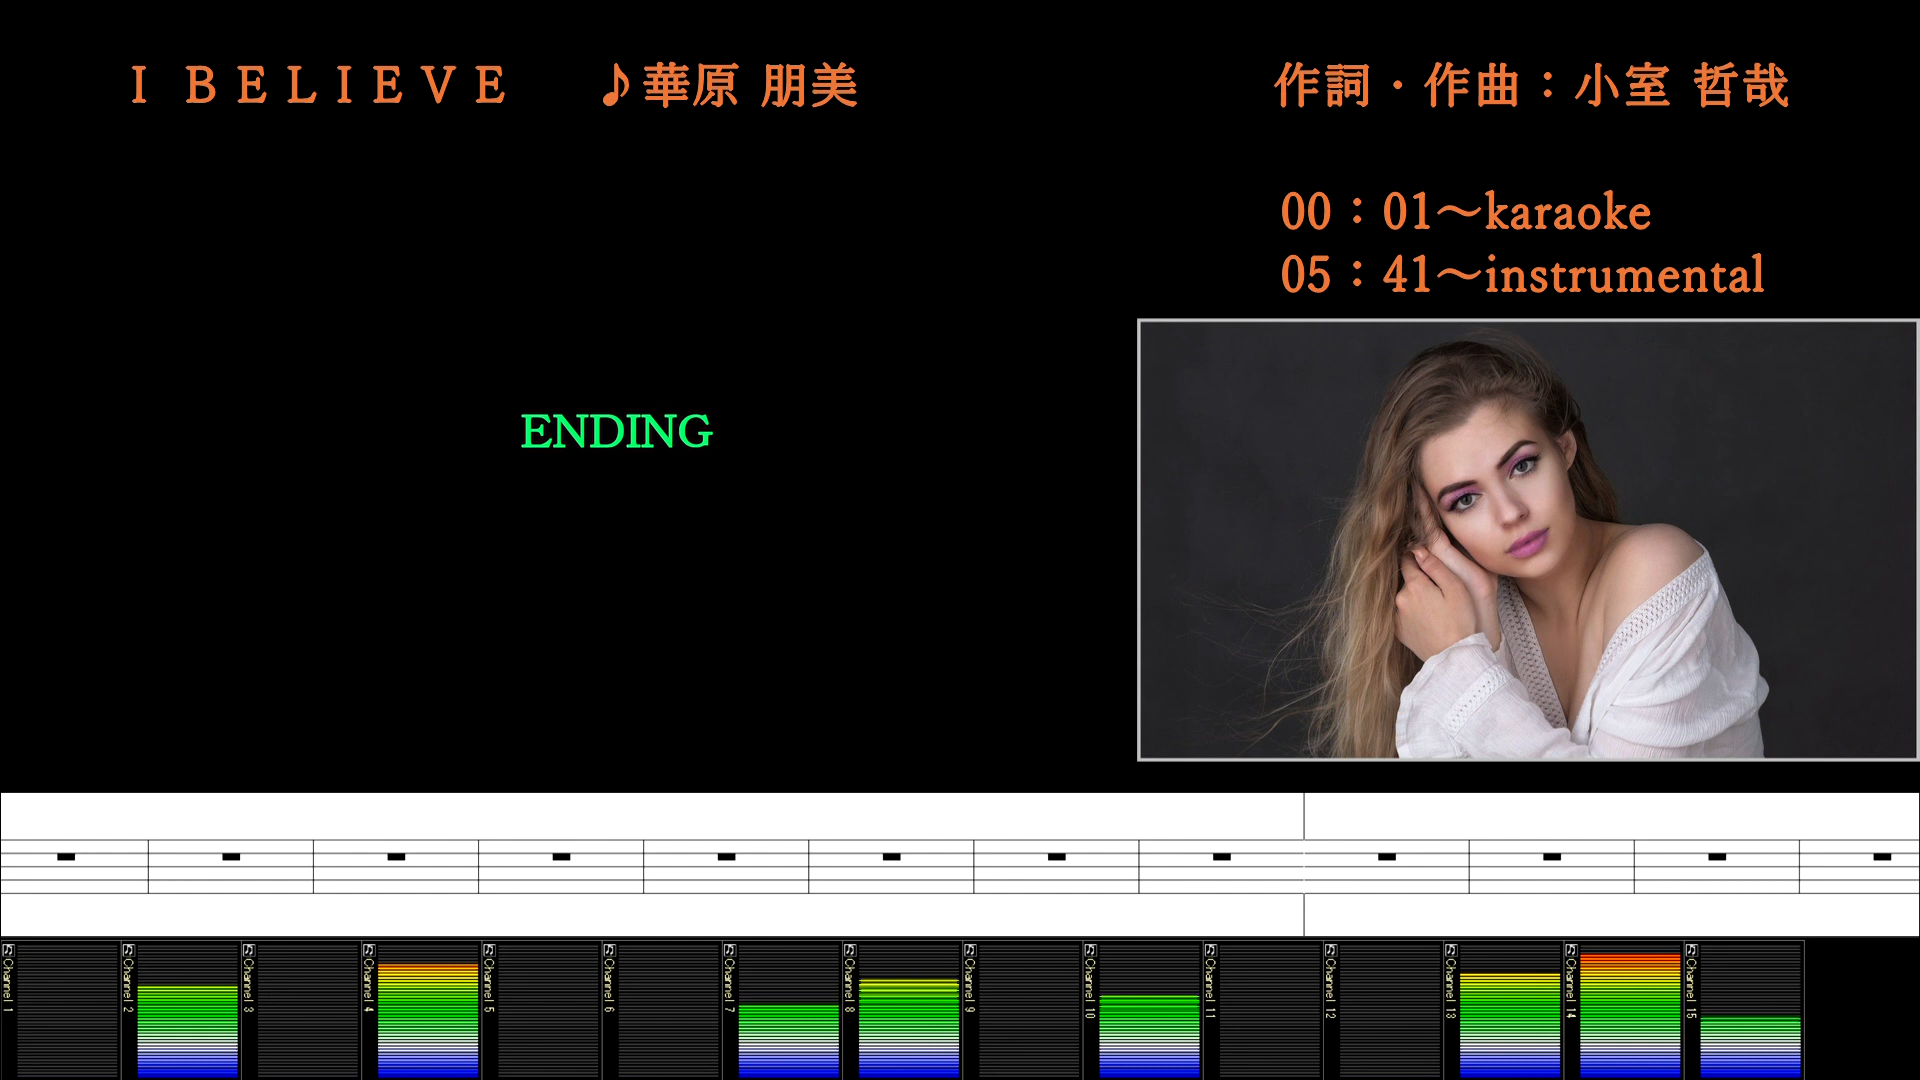 I BELIEVE ♪華原 朋美
作詞・作曲：小室 哲哉
00：01～karaoke
05：41～instrumental
ENDING
Channel 1
Channel 2
Channel 3
Channel 4
Channel 5
Channel 6
Channel 7
Channel 8
Channel 9
Channel 10
Channel 11
Channel 12
Channel 13
Channel 14
Channel 15